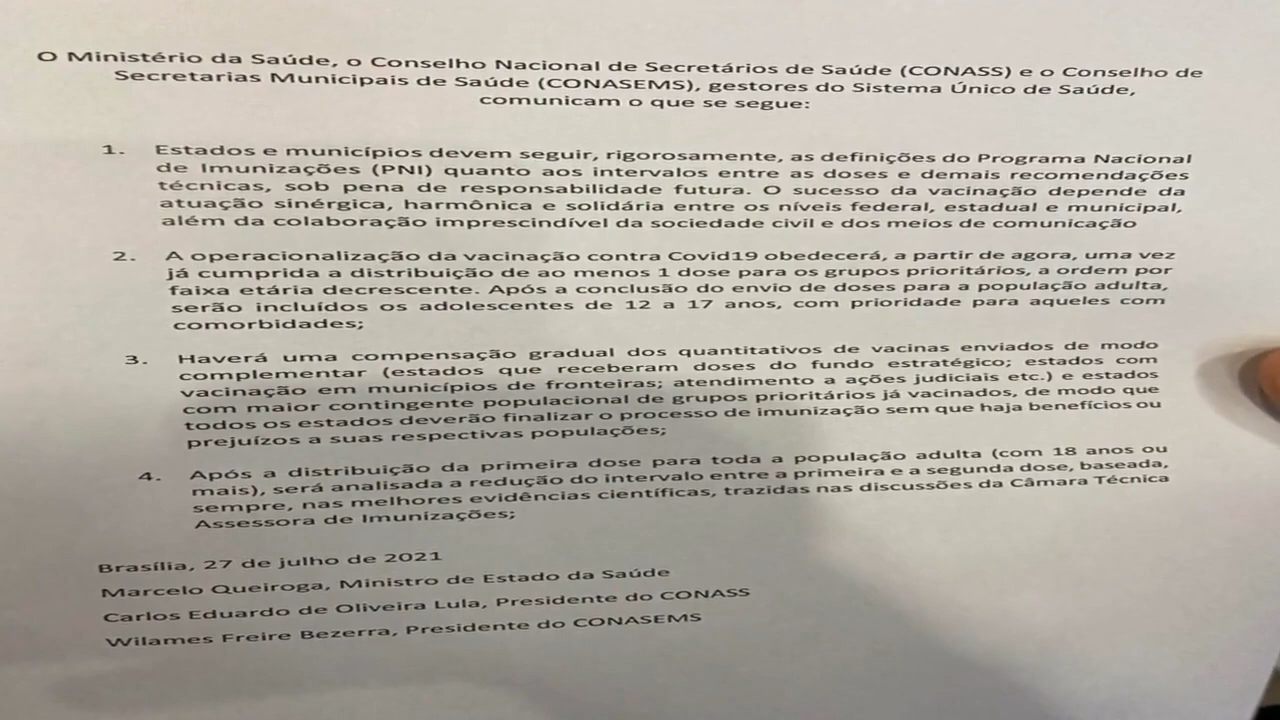 O Ministério da Saúde, o Conselho Nacional de Secretários de Saúde (CONASS) e o Conselho de
Secretarias Municipais de Saúde (CONASEMS), gestores do Sistema Único de Saúde,
comunicam o que se segue:
1. Estados e municípios devem seguir, rigorosamente, as definições do Programa Nacional
de Imunizações (PNI) quanto aos intervalos entre as doses e demais recomendações
técnicas, sob pena de responsabilidade futura. O sucesso da vacinação depende da
atuação sinérgica, harmônica e solidária entre os níveis federal, estadual e municipal,
além da colaboração imprescindível da sociedade civil e dos meios de comunicação
2. A operacionalização da vacinação contra Covid19 obedecerá, a partir de agora, uma vez
já cumprida a distribuição de ao menos 1 dose para os grupos prioritários, a ordem por
faixa etária decrescente. Após a conclusão do envio de doses para a população adulta,
serão incluídos os adolescentes de 12 a 17 anos, com prioridade para aqueles com
comorbidades;
3. Haverá uma compensação gradual dos quantitativos de vacinas enviados de modo
complementar (estados que receberam doses do fundo estratégico; estados com
vacinação em municípios de fronteiras; atendimento a ações judiciais etc.) e estados
com maior contingente populacional de grupos prioritários já vacinados, de modo que
todos os estados deverão finalizar o processo de imunização sem que haja benefícios ou
prejuízos a suas respectivas populações;
4. Após a distribuição da primeira dose para toda a população adulta (com 18 anos ou
mais), será analisada a redução do intervalo entre a primeira e a segunda dose, baseada,
sempre, nas melhores evidências científicas, trazidas nas discussões da Câmara Técnica
Assessora de Imunizações;
Brasília, 27 de julho de 2021
Marcelo Queiroga, Ministro de Estado da Saúde
Carlos Eduardo de Oliveira Lula, Presidente do CONASS
Wilames Freire Bezerra, Presidente do CONASEMS